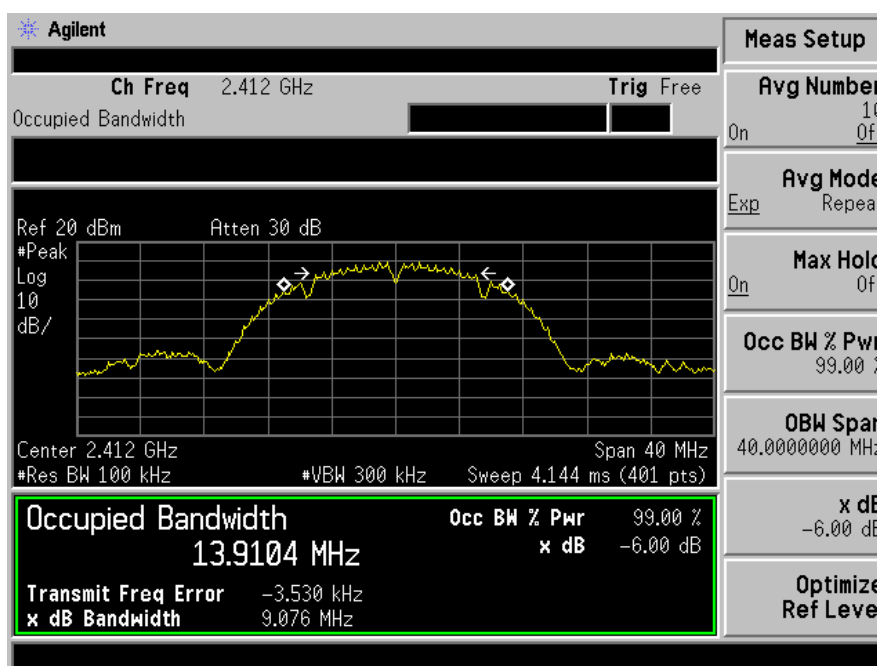 Agilent
Ch Freq 2.412 GHz Trig Free
Occupied Bandwidth
Ref 20 dBm Atten 30 dB
#Peak
Log
10
dB/
Center 2.412 GHz Span 40 MHz
#Res BW 100 kHz #VBW 300 kHz Sweep 4.144 ms (401 pts)
Occupied Bandwidth
13.9104 MHz
Occ BW % Pwr 99.00 %
x dB -6.00 dB
Transmit Freq Error -3.530 kHz
x dB Bandwidth 9.076 MHz
Meas Setup
Avg Number
10
On Of
Avg Mode
Exp Repea
Max Hold
On Of
Occ BW % Pwr
99.00 %
OBW Span
40.0000000 MHz
x dB
-6.00 dB
Optimize
Ref Leve